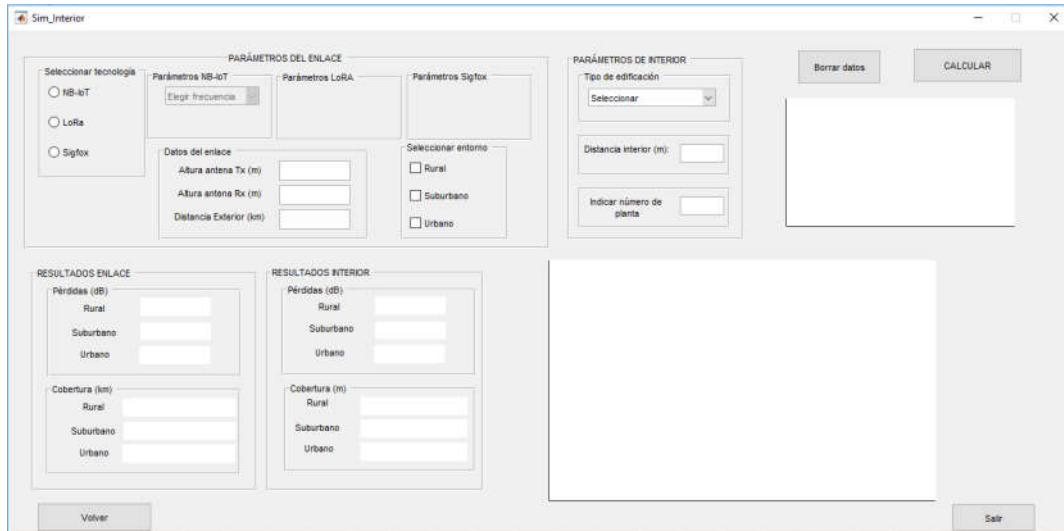 Sim_Interior
PARÁMETROS DEL ENLACE
Seleccionar tecnología
NB-IoT
LoRa
Sigfox
Parámetros NB-IoT
Elegir frecuencia
Parámetros LoRA
Parámetros Sigfox
Datos del enlace
Altura antena Tx (m)
Altura antena Rx (m)
Distancia Exterior (km)
Seleccionar entorno
Rural
Suburbano
Urbano
PARÁMETROS DE INTERIOR
Tipo de edificación
Seleccionar
Distancia interior (m):
Indicar número de
planta
Borrar datos
CALCULAR
RESULTADOS ENLACE
Pérdidas (dB)
Rural
Suburbano
Urbano
Cobertura (km)
Rural
Suburbano
Urbano
RESULTADOS INTERIOR
Pérdidas (dB)
Rural
Suburbano
Urbano
Cobertura (m)
Rural
Suburbano
Urbano
Volver
Salir